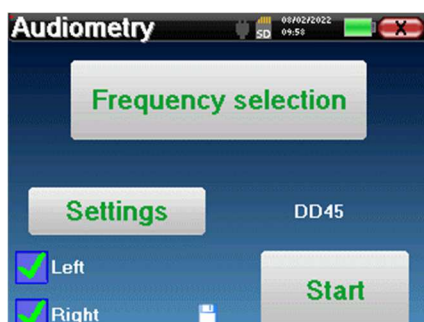 Audiometry
SD
08/02/2022
09:58
X
Frequency selection
Settings
DD45
Left
Start
Right